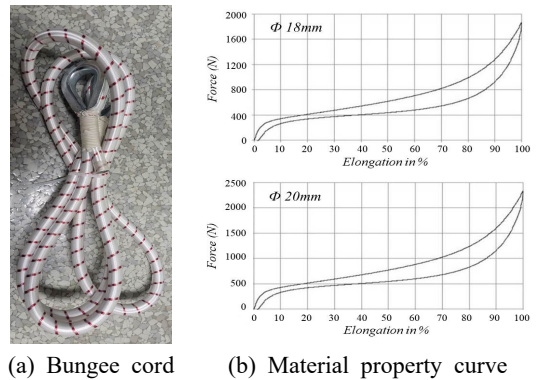 Φ 18mm
2000
1600
1200
800
400
0
Force (N)
0 10 20 30 40 50 60 70 80 90 100
Elongation in %
Φ 20mm
2500
2000
1500
1000
500
0
Force (N)
0 10 20 30 40 50 60 70 80 90 100
Elongation in %
(a) Bungee cord (b) Material property curve